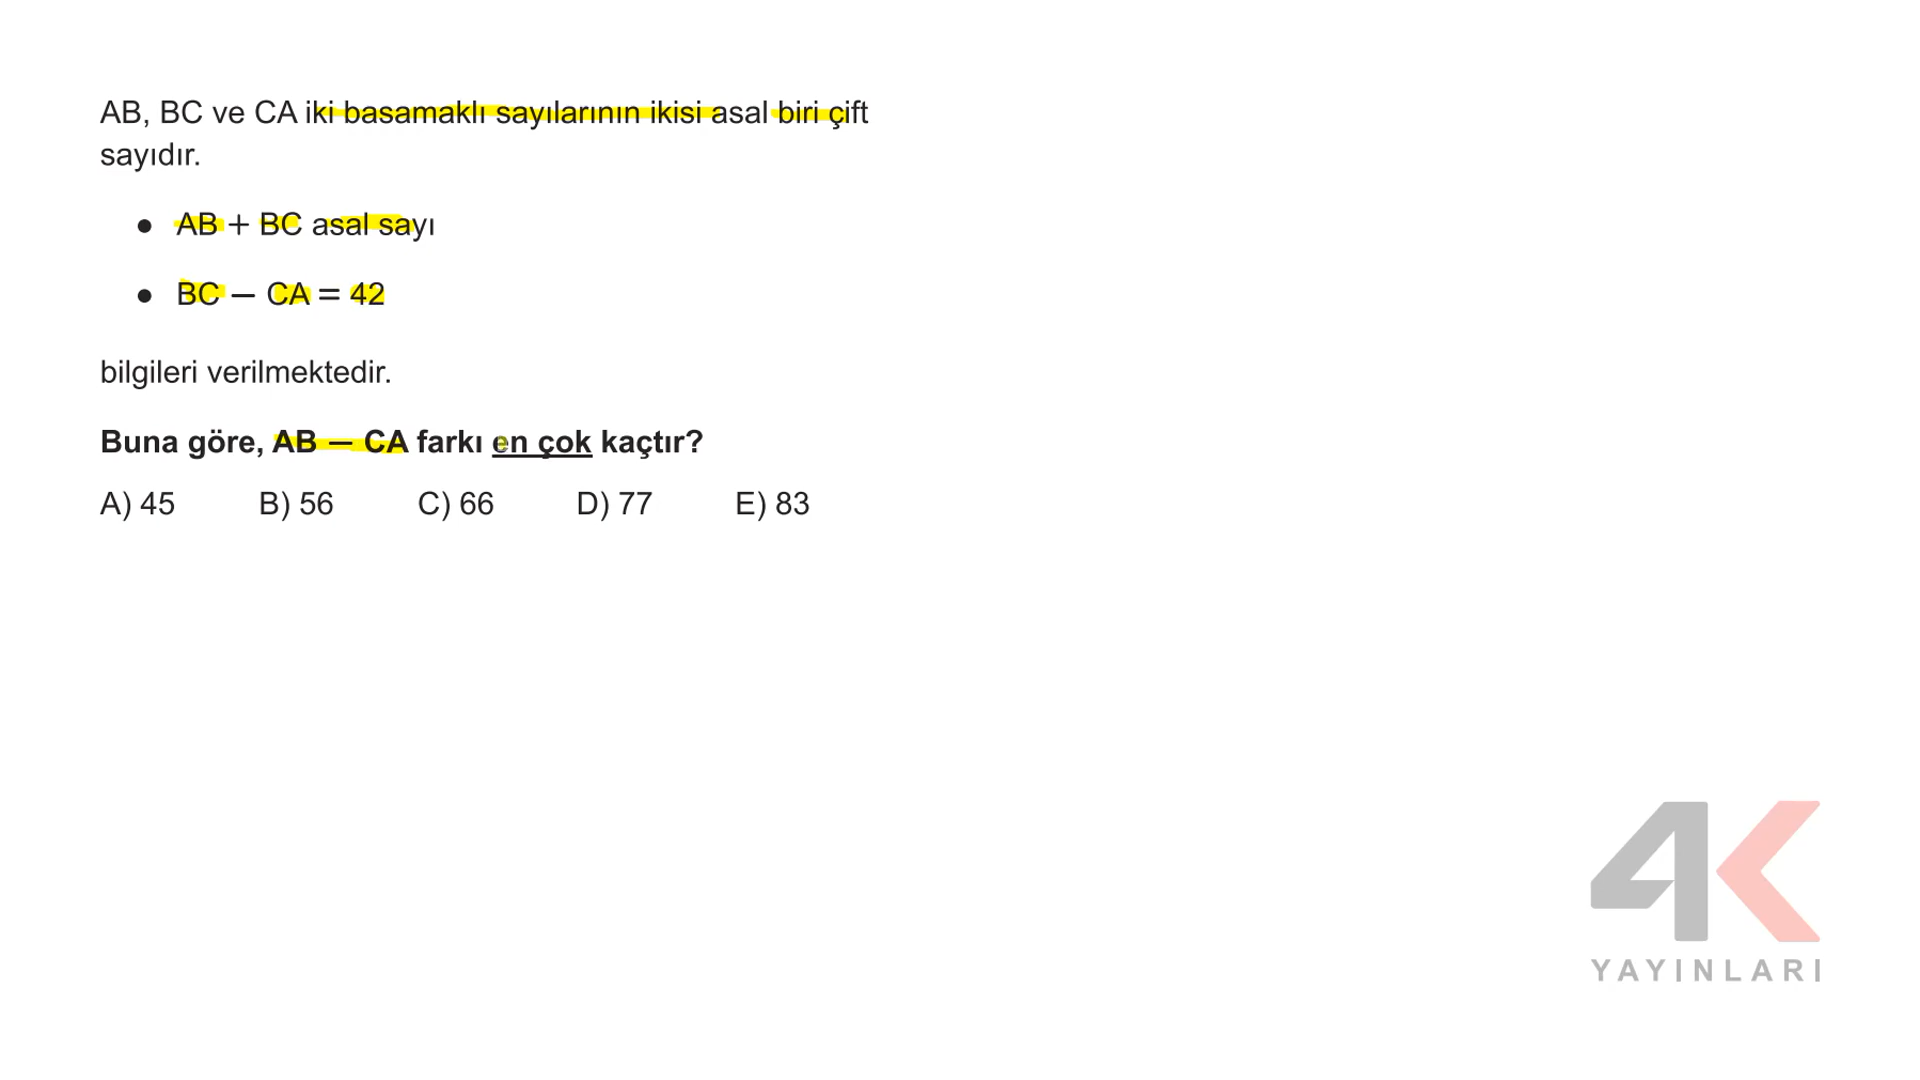 AB, BC ve CA iki basamaklı sayılarının ikisi asal biri çift
sayıdır.
● AB + BC asal sayı
● BC — CA = 42
bilgileri verilmektedir.
Buna göre, AB — CA farkı en çok kaçtır?
A) 45 B) 56 C) 66 D) 77 E) 83
4K
YAYINLARI